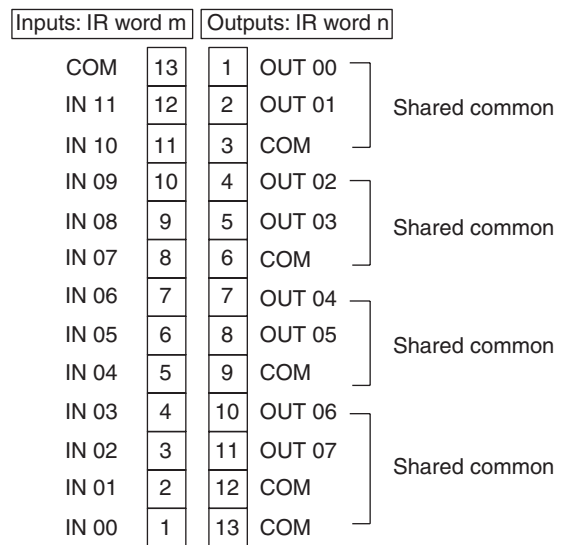 Inputs: IR word m Outputs: IR word n
COM 13 1 OUT 00
IN 11 12 2 OUT 01 Shared common
IN 10 11 3 COM
IN 09 10 4 OUT 02
IN 08 9 5 OUT 03 Shared common
IN 07 8 6 COM
IN 06 7 7 OUT 04
IN 05 6 8 OUT 05 Shared common
IN 04 5 9 COM
IN 03 4 10 OUT 06
IN 02 3 11 OUT 07 Shared common
IN 01 2 12 COM
IN 00 1 13 COM